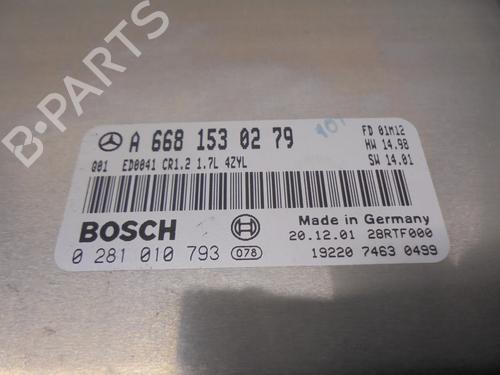 A 668 153 02 79
FD 01M12
HW 14.98
SW 14.01
Q01 ED0041 CR1.2 1.7L 4ZYL
BOSCH
Made in Germany
20.12.01 28RTF000
0 281 010 793 078
19220 7463 0499
B-PARTS